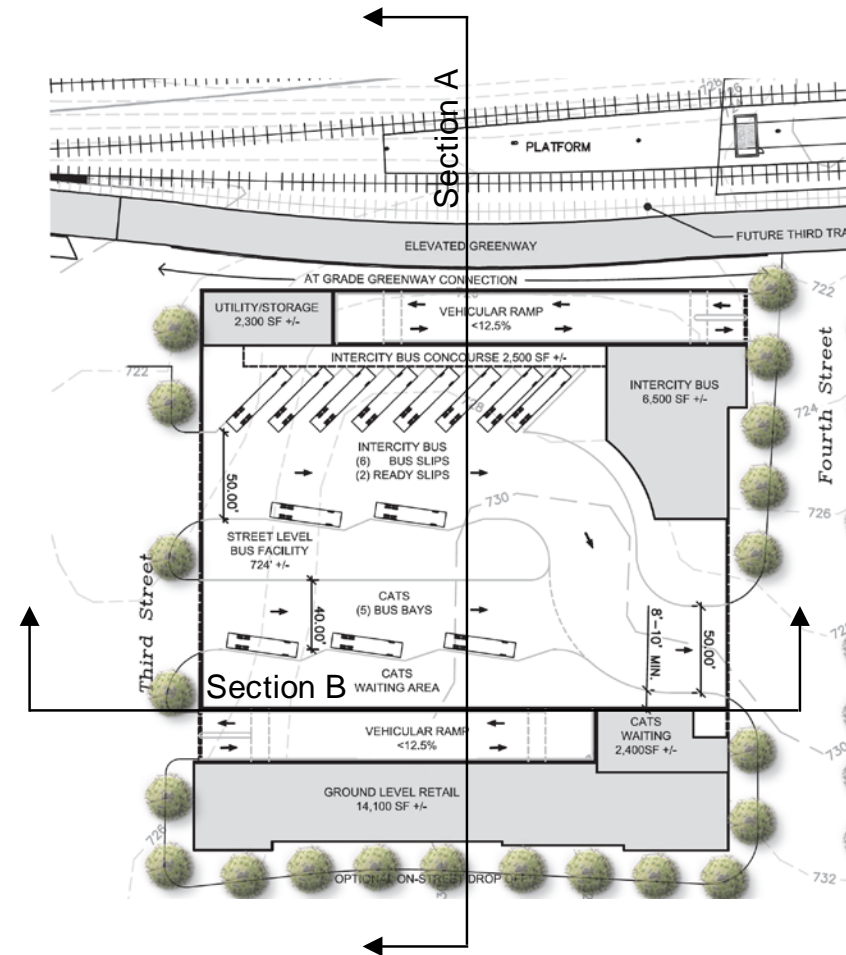 Section A
728
726
PLATFORM
FUTURE THIRD TRA
ELEVATED GREENWAY
AT GRADE GREENWAY CONNECTION
722
UTILITY/STORAGE
2,300 SF +/-
VEHICULAR RAMP
<12.5%
INTERCITY BUS CONCOURSE 2,500 SF +/-
722
INTERCITY BUS
6,500 SF +/-
728
724
Fourth Street
INTERCITY BUS
(6) BUS SLIPS
(2) READY SLIPS
50.00'
730
726
STREET LEVEL
BUS FACILITY
724' +/-
Third Street
CATS
(5) BUS BAYS
40.00'
8'-10" MIN.
50.00'
CATS
WAITING AREA
Section B
VEHICULAR RAMP
<12.5%
CATS
WAITING
2,400SF +/-
730
GROUND LEVEL RETAIL
14,100 SF +/-
726
OPTIONAL ON-STREET DROP OFF
732